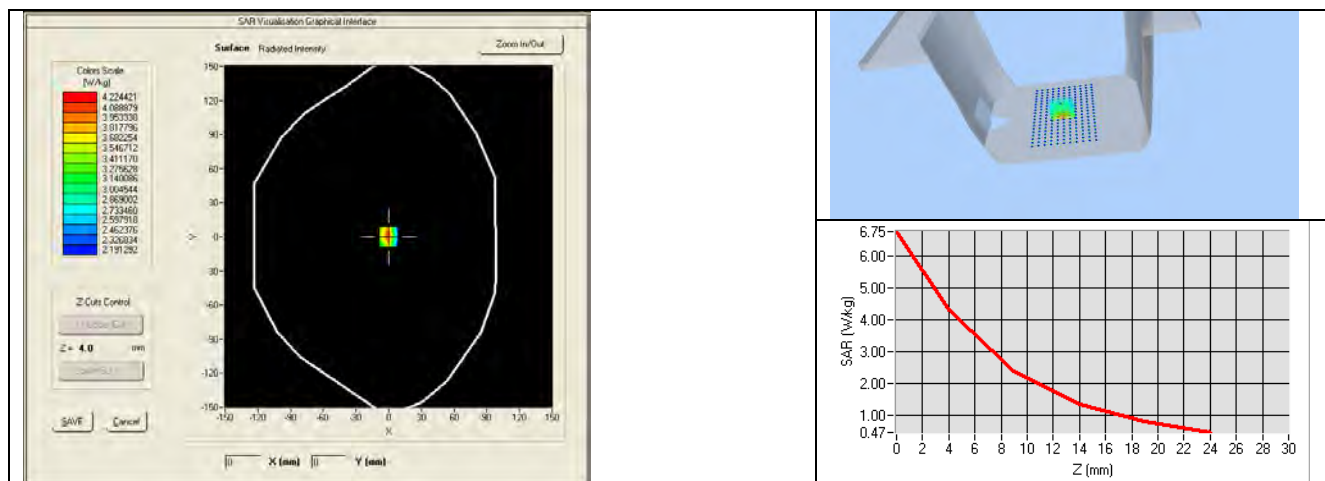 SAR Visualisation Graphical Interface
Surface Radiated Intensity
Zoom In/Out
Colors Scale
(W/kg)
4.224421
4.088879
3.953338
3.817796
3.682254
3.546712
3.411170
3.275628
3.140086
3.004544
2.869002
2.733460
2.597918
2.462376
2.326834
2.191292
Z Cuts Control
Z = 4.0 mm
SAVE Cancel
150
120
90
60
30
0
-30
-60
-90
-120
-150
Y
-150 -120 -90 -60 -30 0 30 60 90 120 150
X
0 X (mm) 0 Y (mm)
6.75
6.00
5.00
4.00
3.00
2.00
1.00
0.47
SAR (W/kg)
0 2 4 6 8 10 12 14 16 18 20 22 24 26 28 30
Z (mm)